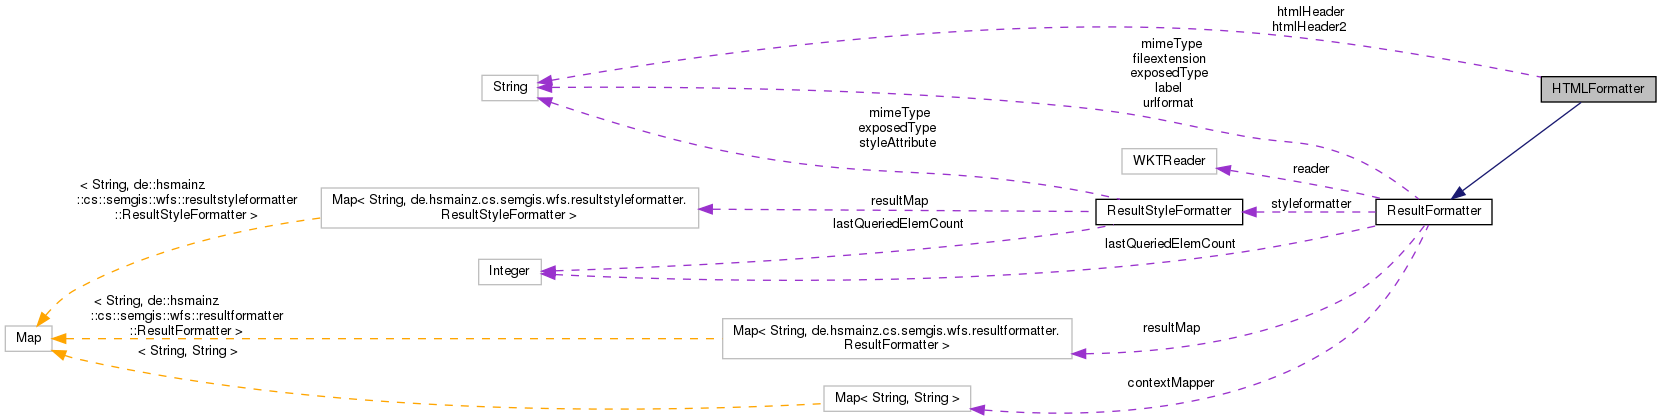 htmlHeader
htmlHeader2
mimeType
fileextension
exposedType
label
urlformat
String
HTMLFormatter
mimeType
exposedType
styleAttribute
WKTReader
reader
< String, de::hsmainz
::cs::semgis::wfs::resultstyleformatter
::ResultStyleFormatter >
Map< String, de.hsmainz.cs.semgis.wfs.resultstyleformatter.
ResultStyleFormatter >
resultMap
ResultStyleFormatter
styleformatter
ResultFormatter
lastQueriedElemCount
lastQueriedElemCount
Integer
< String, de::hsmainz
::cs::semgis::wfs::resultformatter
::ResultFormatter >
Map
Map< String, de.hsmainz.cs.semgis.wfs.resultformatter.
ResultFormatter >
resultMap
< String, String >
contextMapper
Map< String, String >